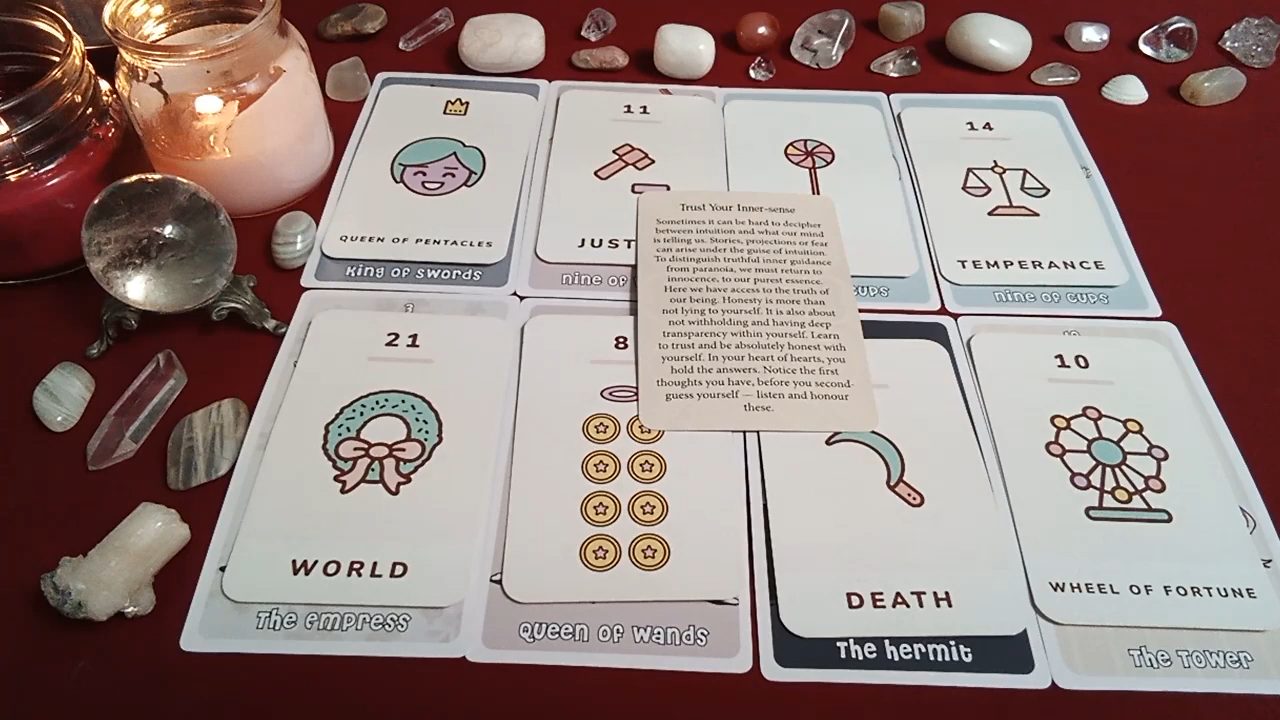 QUEEN OF PENTACLES
King of Swords
11
JUST
nine of
CUPS
14
TEMPERANCE
nine of cups
Trust Your Inner-sense
Sometimes it can be hard to decipher
between intuition and what our mind
is telling us. Stories, projections or fear
can arise under the guise of intuition.
To distinguish truthful inner guidance
from paranoia, we must return to
innocence, to our purest essence.
Here we have access to the truth of
our being. Honesty is more than
not lying to yourself. It is also about
not withholding and having deep
transparency within yourself. Learn
to trust and be absolutely honest with
yourself. In your heart of hearts, you
hold the answers. Notice the first
thoughts you have, before you second-
guess yourself — listen and honour
these.
3
21
WORLD
The empress
8
Queen of wands
DEATH
The hermit
10
WHEEL OF FORTUNE
The Tower